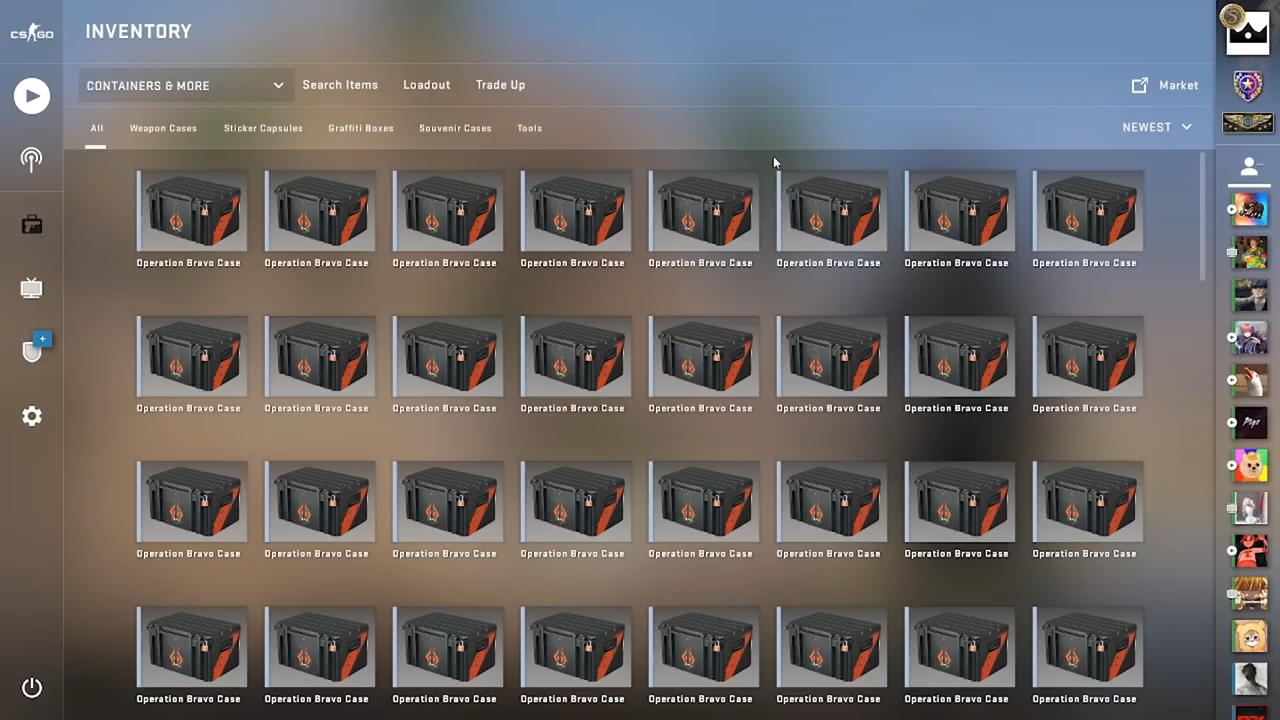 CS GO
INVENTORY
CONTAINERS & MORE Search Items Loadout Trade Up Market
All Weapon Cases Sticker Capsules Graffiti Boxes Souvenir Cases Tools NEWEST
Operation Bravo Case Operation Bravo Case Operation Bravo Case Operation Bravo Case Operation Bravo Case Operation Bravo Case Operation Bravo Case Operation Bravo Case
Operation Bravo Case Operation Bravo Case Operation Bravo Case Operation Bravo Case Operation Bravo Case Operation Bravo Case Operation Bravo Case Operation Bravo Case
Operation Bravo Case Operation Bravo Case Operation Bravo Case Operation Bravo Case Operation Bravo Case Operation Bravo Case Operation Bravo Case Operation Bravo Case
Operation Bravo Case Operation Bravo Case Operation Bravo Case Operation Bravo Case Operation Bravo Case Operation Bravo Case Operation Bravo Case Operation Bravo Case